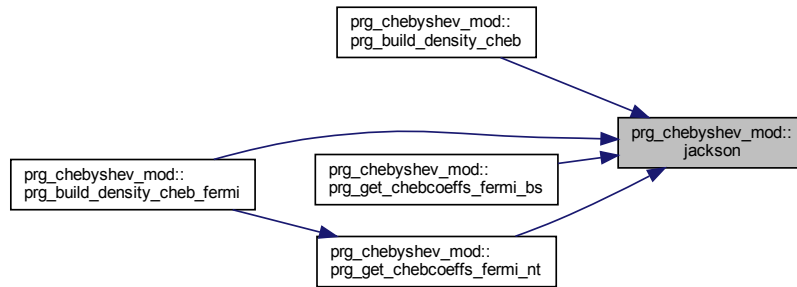 prg_chebyshev_mod::
prg_build_density_cheb
prg_chebyshev_mod::
jackson
prg_chebyshev_mod::
prg_build_density_cheb_fermi
prg_chebyshev_mod::
prg_get_chebcoeffs_fermi_bs
prg_chebyshev_mod::
prg_get_chebcoeffs_fermi_nt